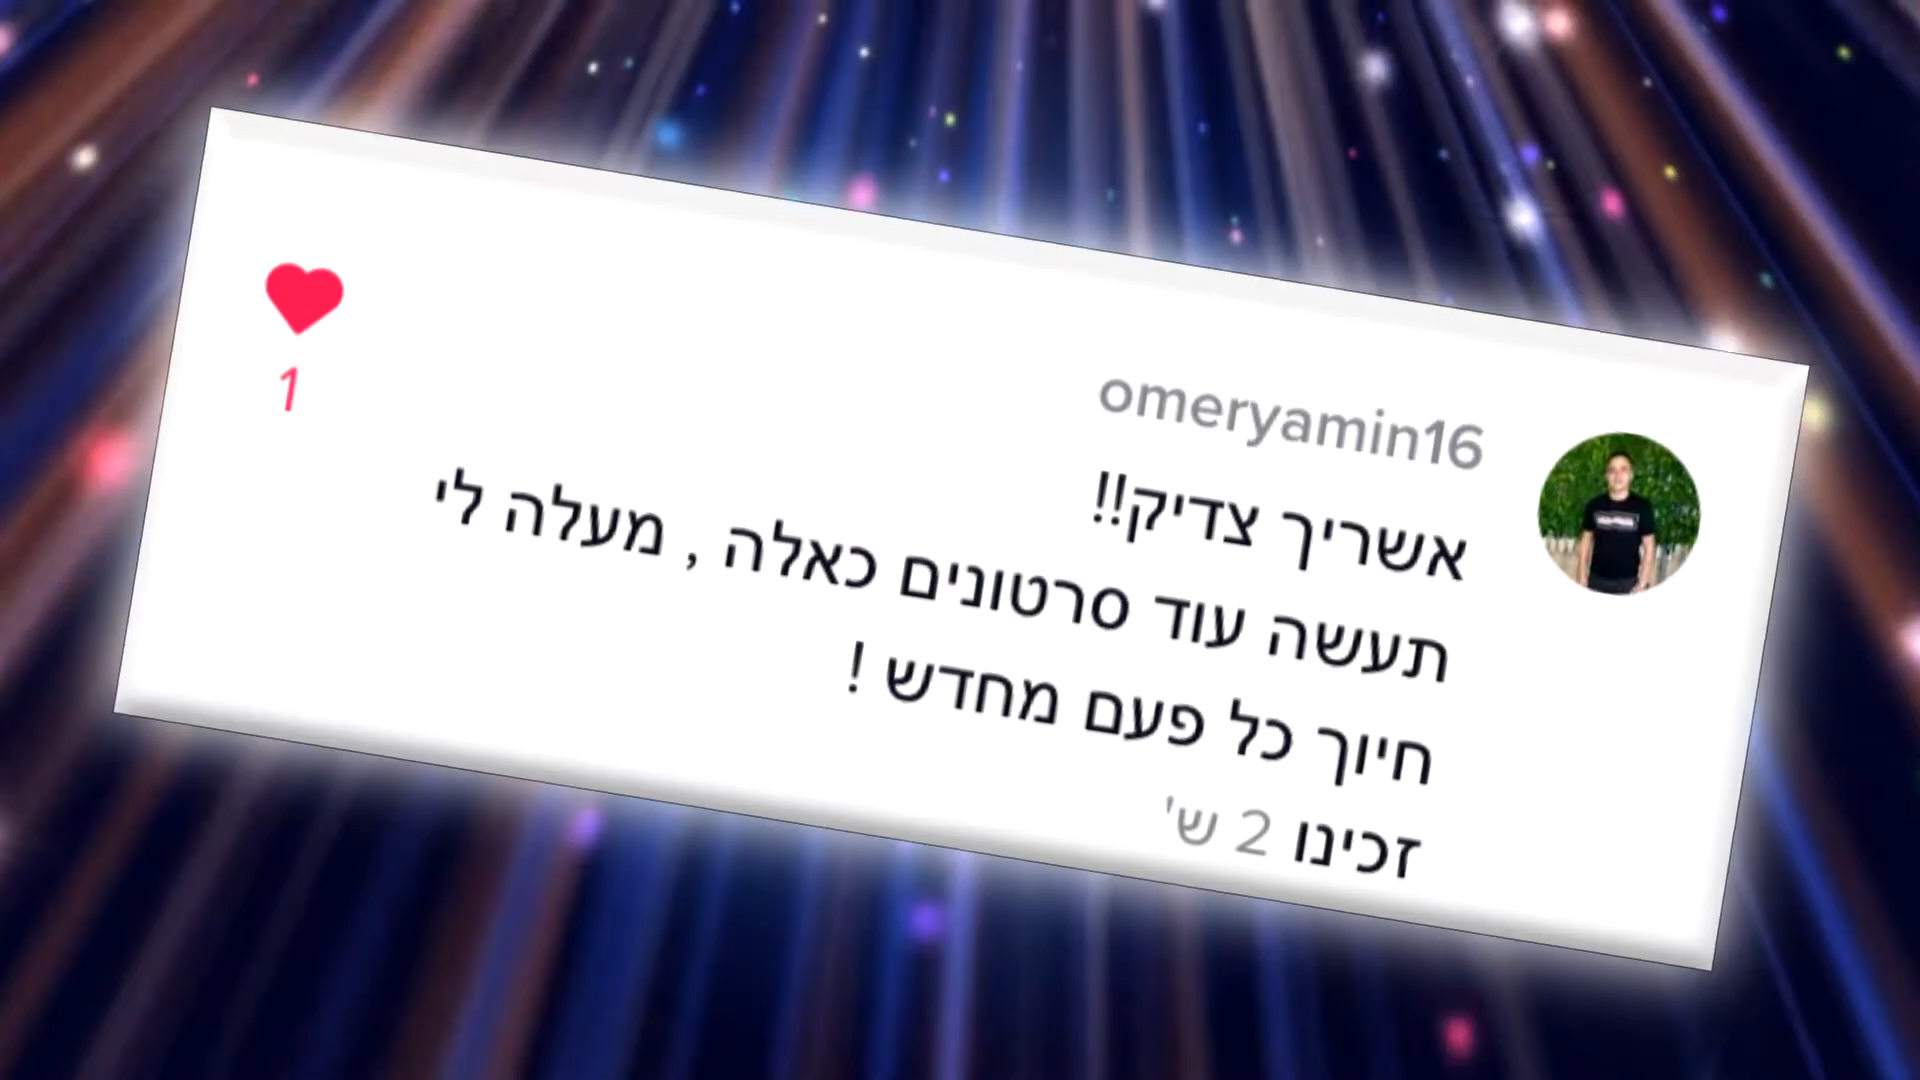 omeryamin16
אשריך צדיק!!
תעשה עוד סרטונים כאלה , מעלה לי
חיוך כל פעם מחדש !
זכינו 2 ש'
1